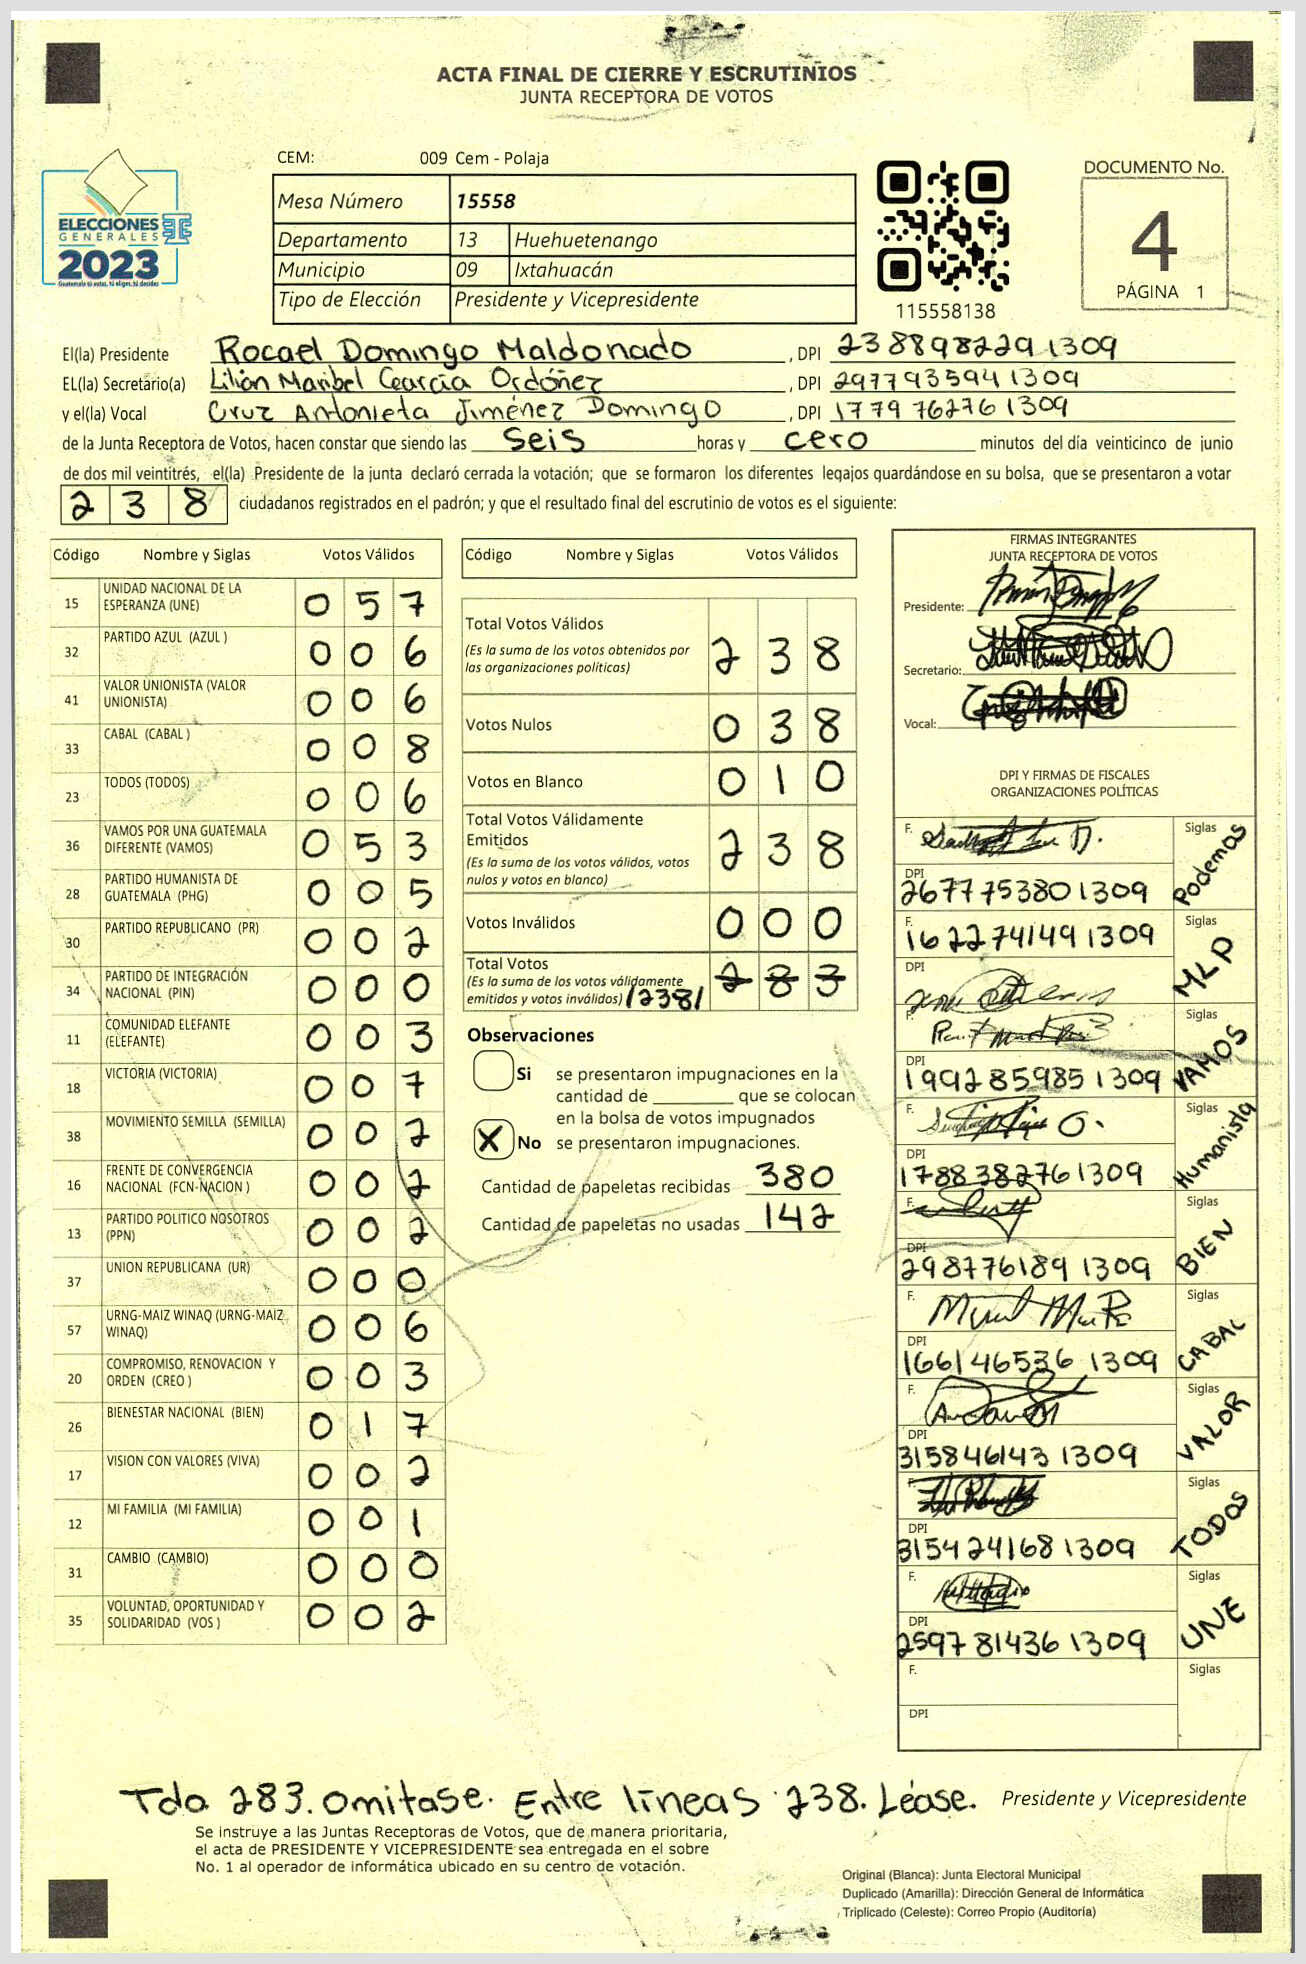 ACTA FINAL DE CIERRE Y ESCRUTINIOS
JUNTA RECEPTORA DE VOTOS
CEM: 009 Cem - Polaja
ELECCIONES
GENERALES
2023
Guatemala tú votas, tú eliges, tú decides
Mesa Número 15558
Departamento 13 Huehuetenango
Municipio 09 Ixtahuacán
Tipo de Elección Presidente y Vicepresidente
115558138
DOCUMENTO No.
4
PÁGINA 1
El(la) Presidente Rocael Domingo Maldonado, DPI 2388982291309
EL(la) Secretario(a) Lilian Maribel Gearcia Ordóñez, DPI 2977935941309
y el(la) Vocal Cruz Antonieta Jiménez Domingo, DPI 1779762761309
de la Junta Receptora de Votos, hacen constar que siendo las seis horas y cero minutos del día veinticinco de junio
de dos mil veintitrés, el(la) Presidente de la junta declaró cerrada la votación; que se formaron los diferentes legajos guardándose en su bolsa, que se presentaron a votar
238 ciudadanos registrados en el padrón; y que el resultado final del escrutinio de votos es el siguiente:
Código Nombre y Siglas Votos Válidos
15 UNIDAD NACIONAL DE LA ESPERANZA (UNE) 0 5 7
32 PARTIDO AZUL (AZUL ) 0 0 6
41 VALOR UNIONISTA (VALOR UNIONISTA) 0 0 6
33 CABAL (CABAL ) 0 0 8
23 TODOS (TODOS) 0 0 6
36 VAMOS POR UNA GUATEMALA DIFERENTE (VAMOS) 0 5 3
28 PARTIDO HUMANISTA DE GUATEMALA (PHG) 0 0 5
30 PARTIDO REPUBLICANO (PR) 0 0 2
34 PARTIDO DE INTEGRACIÓN NACIONAL (PIN) 0 0 0
11 COMUNIDAD ELEFANTE (ELEFANTE) 0 0 3
18 VICTORIA (VICTORIA) 0 0 7
38 MOVIMIENTO SEMILLA (SEMILLA) 0 0 2
16 FRENTE DE CONVERGENCIA NACIONAL (FCN-NACION ) 0 0 2
13 PARTIDO POLITICO NOSOTROS (PPN) 0 0 2
37 UNION REPUBLICANA (UR) 0 0 0
57 URNG-MAIZ WINAQ (URNG-MAIZ WINAQ) 0 0 6
20 COMPROMISO, RENOVACION Y ORDEN (CREO ) 0 0 3
26 BIENESTAR NACIONAL (BIEN) 0 1 7
17 VISION CON VALORES (VIVA) 0 0 2
12 MI FAMILIA (MI FAMILIA) 0 0 1
31 CAMBIO (CAMBIO) 0 0 0
35 VOLUNTAD, OPORTUNIDAD Y SOLIDARIDAD (VOS ) 0 0 2
Código Nombre y Siglas Votos Válidos
Total Votos Válidos 2 3 8
(Es la suma de los votos obtenidos por
las organizaciones políticas)
Votos Nulos 0 3 8
Votos en Blanco 0 1 0
Total Votos Válidamente
Emitidos 2 3 8
(Es la suma de los votos válidos, votos
nulos y votos en blanco)
Votos Inválidos 0 0 0
Total Votos 2 8 3
(Es la suma de los votos válidamente
emitidos y votos inválidos) /238/
Observaciones
Si se presentaron impugnaciones en la
cantidad de ________ que se colocan
en la bolsa de votos impugnados
X No se presentaron impugnaciones.
Cantidad de papeletas recibidas 380
Cantidad de papeletas no usadas 142
FIRMAS INTEGRANTES
JUNTA RECEPTORA DE VOTOS
Presidente:
Secretario:
Vocal:
DPI Y FIRMAS DE FISCALES
ORGANIZACIONES POLÍTICAS
F. Siglas Podemos
DPI 2677753801309
F. 1622741491309 Siglas MLP
DPI
F. Siglas VAMOS
DPI 1992859851309
F. Siglas Humanista
DPI 1788382761309
F. Siglas BIEN
DPI 2987761891309
F. Siglas CABAL
DPI 1661465361309
F. Siglas VALOR
DPI 3158461431309
F. Siglas TODOS
DPI 3154241681309
F. Siglas UNE
DPI 2597814361309
F. Siglas
DPI
Tdo 283. Omitase. Entre líneas 238. Léase. Presidente y Vicepresidente
Se instruye a las Juntas Receptoras de Votos, que de manera prioritaria,
el acta de PRESIDENTE Y VICEPRESIDENTE sea entregada en el sobre
No. 1 al operador de informática ubicado en su centro de votación.
Original (Blanca): Junta Electoral Municipal
Duplicado (Amarilla): Dirección General de Informática
Triplicado (Celeste): Correo Propio (Auditoría)